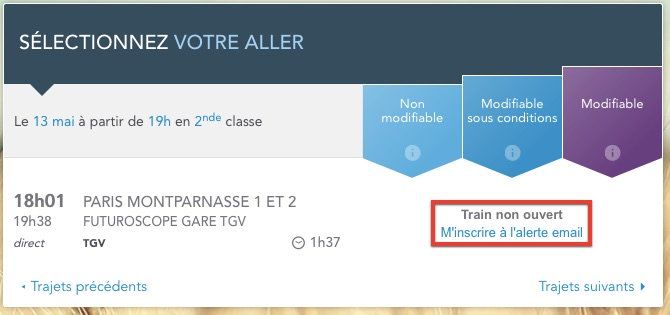 SÉLECTIONNEZ VOTRE ALLER
Le 13 mai à partir de 19h en 2nde classe
Non
modifiable
Modifiable
sous conditions
Modifiable
18h01 PARIS MONTPARNASSE 1 ET 2
19h38 FUTUROSCOPE GARE TGV
direct TGV 1h37
Train non ouvert
M'inscrire à l'alerte email
Trajets précédents
Trajets suivants